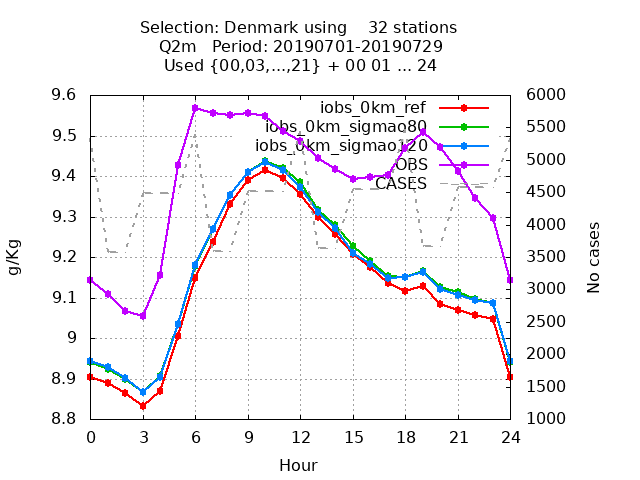 Selection: Denmark using    32 stations
Q2m   Period: 20190701-20190729
Used {00,03,...,21} + 00 01 ... 24
iobs_0km_ref
iobs_0km_sigmao80
iobs_0km_sigmao120
OBS
CASES
9.6
9.5
9.4
9.3
9.2
9.1
9
8.9
8.8
g/Kg
6000
5500
5000
4500
4000
3500
3000
2500
2000
1500
1000
No cases
0 3 6 9 12 15 18 21 24
Hour